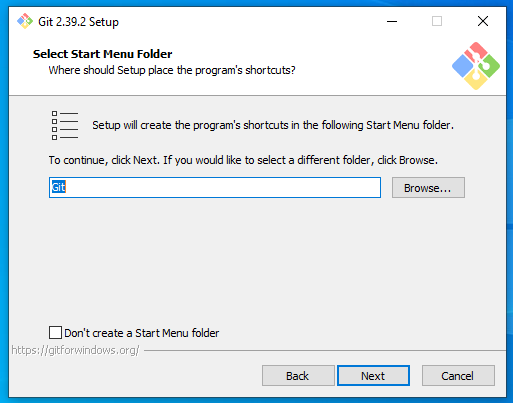 Git 2.39.2 Setup
Select Start Menu Folder
Where should Setup place the program's shortcuts?
Setup will create the program's shortcuts in the following Start Menu folder.
To continue, click Next. If you would like to select a different folder, click Browse.
Git
Browse...
Don't create a Start Menu folder
https://gitforwindows.org/
Back
Next
Cancel